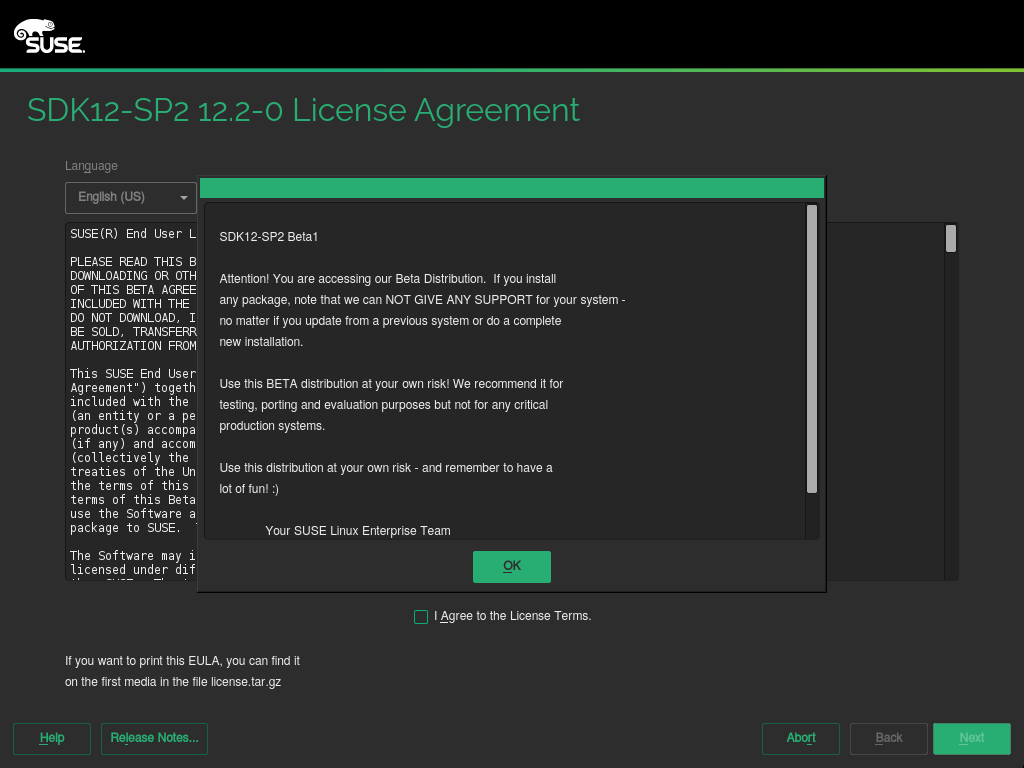 SUSE.
SDK12-SP2 12.2-0 License Agreement
Language
English (US)
SUSE(R) End User L
PLEASE READ THIS B
DOWNLOADING OR OTH
OF THIS BETA AGREE
INCLUDED WITH THE
DO NOT DOWNLOAD, I
BE SOLD, TRANSFERR
AUTHORIZATION FROM
This SUSE End User
Agreement") togeth
included with the
(an entity or a pe
product(s) accompa
(if any) and accom
(collectively the
treaties of the Un
the terms of this
terms of this Beta
use the Software a
package to SUSE.
The Software may i
licensed under dif
SDK12-SP2 Beta1
Attention! You are accessing our Beta Distribution.  If you install
any package, note that we can NOT GIVE ANY SUPPORT for your system -
no matter if you update from a previous system or do a complete
new installation.
Use this BETA distribution at your own risk! We recommend it for
testing, porting and evaluation purposes but not for any critical
production systems.
Use this distribution at your own risk - and remember to have a
lot of fun! :)
Your SUSE Linux Enterprise Team
OK
I Agree to the License Terms.
If you want to print this EULA, you can find it
on the first media in the file license.tar.gz
Help
Release Notes...
Abort
Back
Next